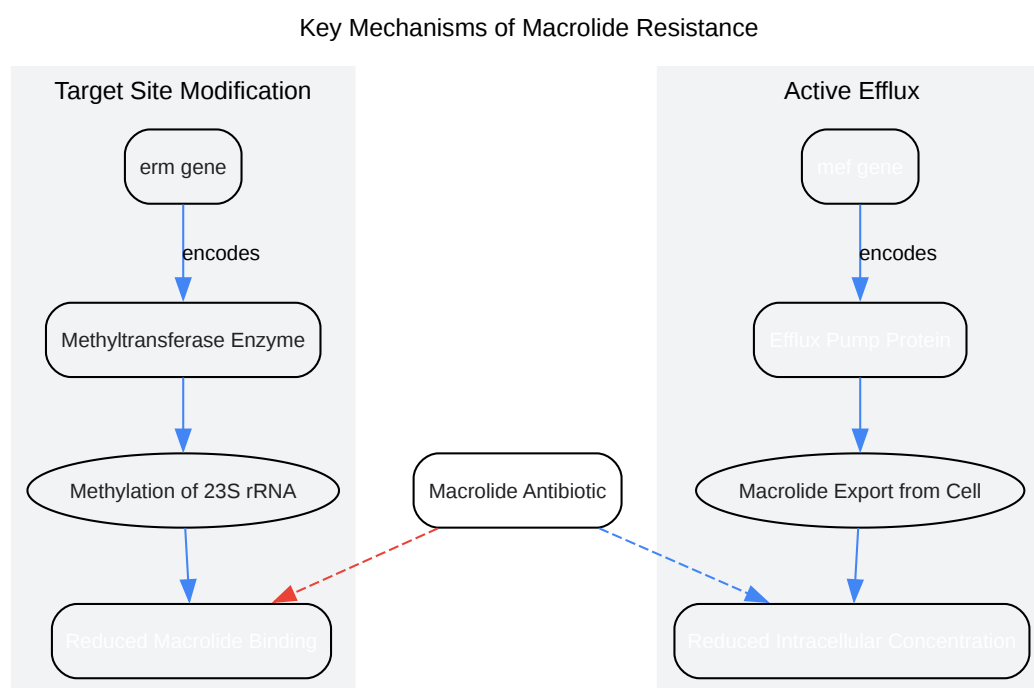 Key Mechanisms of Macrolide Resistance
Target Site Modification
erm gene
encodes
Methyltransferase Enzyme
Methylation of 23S rRNA
Reduced Macrolide Binding
Macrolide Antibiotic
Active Efflux
mef gene
encodes
Efflux Pump Protein
Macrolide Export from Cell
Reduced Intracellular Concentration